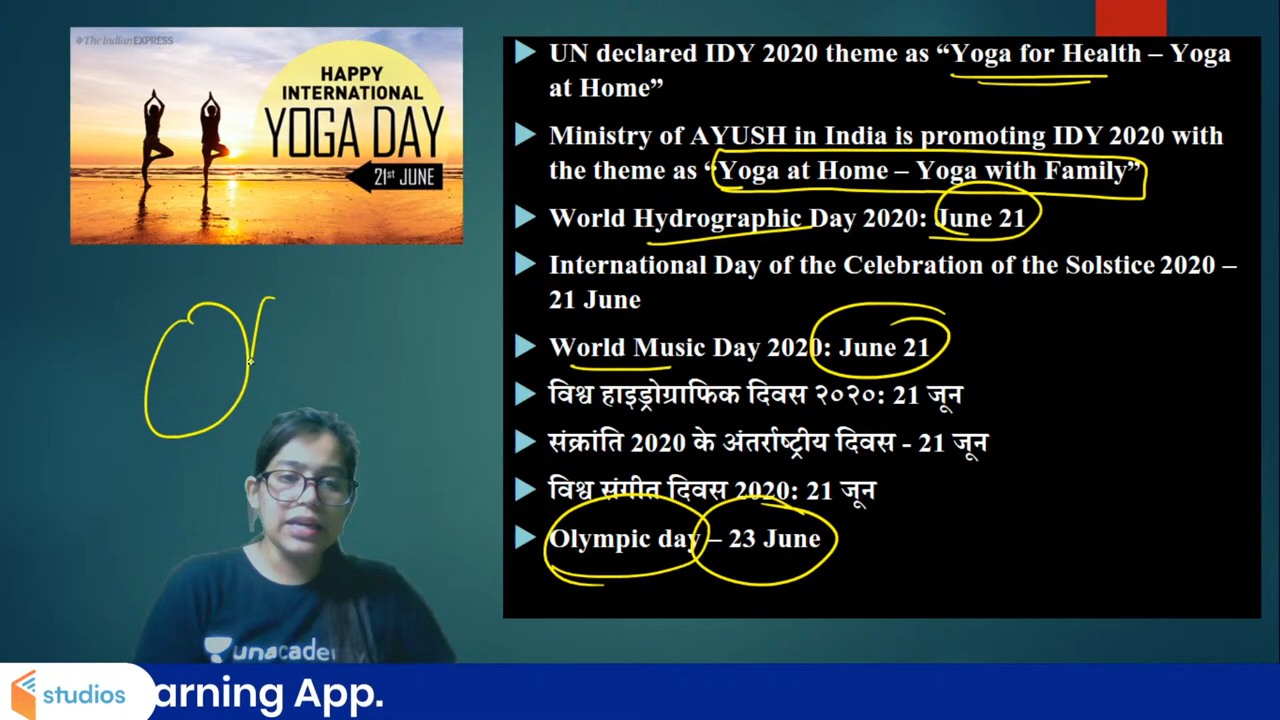 The Indian EXPRESS
HAPPY
INTERNATIONAL
YOGA DAY
21st JUNE
UN declared IDY 2020 theme as “Yoga for Health – Yoga
at Home”
Ministry of AYUSH in India is promoting IDY 2020 with
the theme as “Yoga at Home – Yoga with Family”
World Hydrographic Day 2020: June 21
International Day of the Celebration of the Solstice 2020 –
21 June
World Music Day 2020: June 21
विश्व हाइड्रोग्राफिक दिवस २०२०: 21 जून
संक्रांति 2020 के अंतर्राष्ट्रीय दिवस - 21 जून
विश्व संगीत दिवस 2020: 21 जून
Olympic day – 23 June
unacade
studios
arning App.